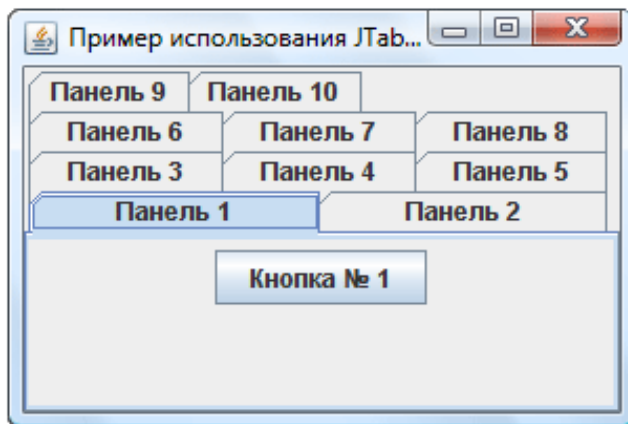 Пример использования JTab...
Панель 9 Панель 10
Панель 6 Панель 7 Панель 8
Панель 3 Панель 4 Панель 5
Панель 1 Панель 2
Кнопка № 1